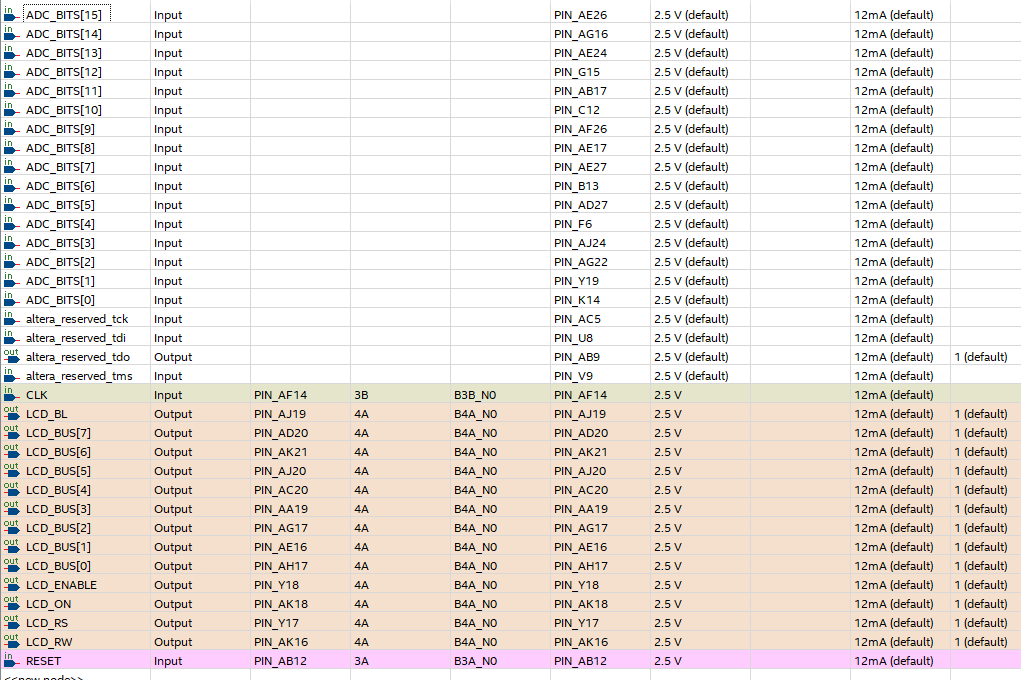 in ADC_BITS[15] Input PIN_AE26 2.5 V (default) 12mA (default)
in ADC_BITS[14] Input PIN_AG16 2.5 V (default) 12mA (default)
in ADC_BITS[13] Input PIN_AE24 2.5 V (default) 12mA (default)
in ADC_BITS[12] Input PIN_G15 2.5 V (default) 12mA (default)
in ADC_BITS[11] Input PIN_AB17 2.5 V (default) 12mA (default)
in ADC_BITS[10] Input PIN_C12 2.5 V (default) 12mA (default)
in ADC_BITS[9] Input PIN_AF26 2.5 V (default) 12mA (default)
in ADC_BITS[8] Input PIN_AE17 2.5 V (default) 12mA (default)
in ADC_BITS[7] Input PIN_AE27 2.5 V (default) 12mA (default)
in ADC_BITS[6] Input PIN_B13 2.5 V (default) 12mA (default)
in ADC_BITS[5] Input PIN_AD27 2.5 V (default) 12mA (default)
in ADC_BITS[4] Input PIN_F6 2.5 V (default) 12mA (default)
in ADC_BITS[3] Input PIN_AJ24 2.5 V (default) 12mA (default)
in ADC_BITS[2] Input PIN_AG22 2.5 V (default) 12mA (default)
in ADC_BITS[1] Input PIN_Y19 2.5 V (default) 12mA (default)
in ADC_BITS[0] Input PIN_K14 2.5 V (default) 12mA (default)
in altera_reserved_tck Input PIN_AC5 2.5 V (default) 12mA (default)
in altera_reserved_tdi Input PIN_U8 2.5 V (default) 12mA (default)
out altera_reserved_tdo Output PIN_AB9 2.5 V (default) 12mA (default) 1 (default)
in altera_reserved_tms Input PIN_V9 2.5 V (default) 12mA (default)
in CLK Input PIN_AF14 3B B3B_N0 PIN_AF14 2.5 V 12mA (default)
out LCD_BL Output PIN_AJ19 4A B4A_N0 PIN_AJ19 2.5 V 12mA (default) 1 (default)
out LCD_BUS[7] Output PIN_AD20 4A B4A_N0 PIN_AD20 2.5 V 12mA (default) 1 (default)
out LCD_BUS[6] Output PIN_AK21 4A B4A_N0 PIN_AK21 2.5 V 12mA (default) 1 (default)
out LCD_BUS[5] Output PIN_AJ20 4A B4A_N0 PIN_AJ20 2.5 V 12mA (default) 1 (default)
out LCD_BUS[4] Output PIN_AC20 4A B4A_N0 PIN_AC20 2.5 V 12mA (default) 1 (default)
out LCD_BUS[3] Output PIN_AA19 4A B4A_N0 PIN_AA19 2.5 V 12mA (default) 1 (default)
out LCD_BUS[2] Output PIN_AG17 4A B4A_N0 PIN_AG17 2.5 V 12mA (default) 1 (default)
out LCD_BUS[1] Output PIN_AE16 4A B4A_N0 PIN_AE16 2.5 V 12mA (default) 1 (default)
out LCD_BUS[0] Output PIN_AH17 4A B4A_N0 PIN_AH17 2.5 V 12mA (default) 1 (default)
out LCD_ENABLE Output PIN_Y18 4A B4A_N0 PIN_Y18 2.5 V 12mA (default) 1 (default)
out LCD_ON Output PIN_AK18 4A B4A_N0 PIN_AK18 2.5 V 12mA (default) 1 (default)
out LCD_RS Output PIN_Y17 4A B4A_N0 PIN_Y17 2.5 V 12mA (default) 1 (default)
out LCD_RW Output PIN_AK16 4A B4A_N0 PIN_AK16 2.5 V 12mA (default) 1 (default)
in RESET Input PIN_AB12 3A B3A_N0 PIN_AB12 2.5 V 12mA (default)
<<new node>>